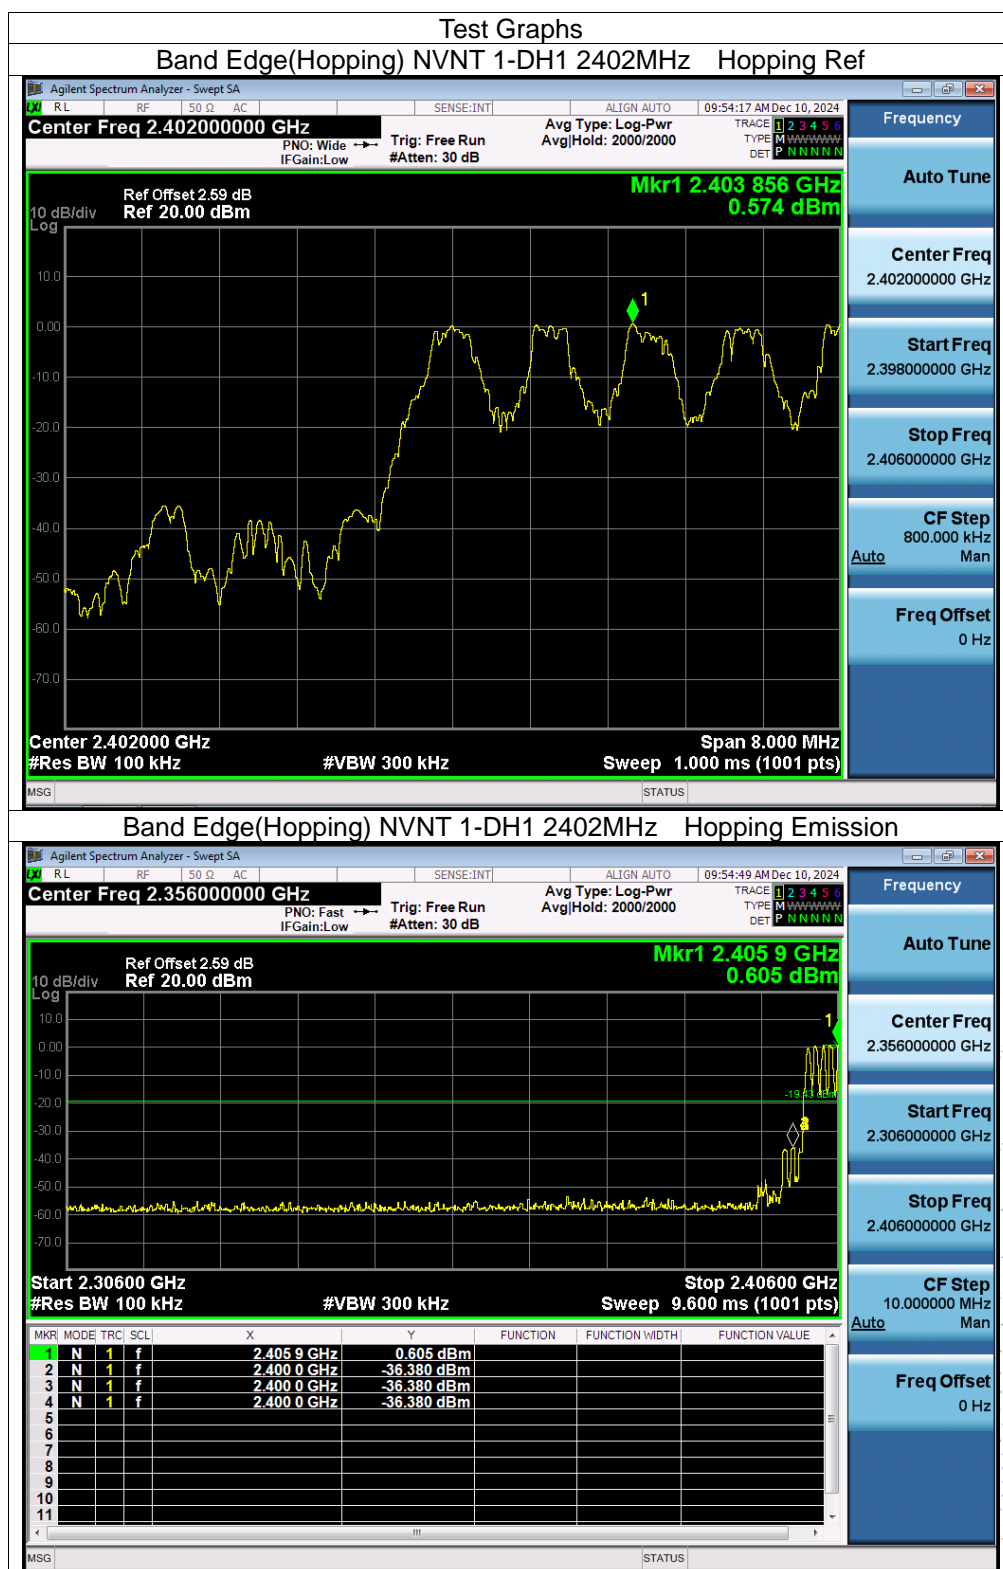 Test Graphs
Band Edge(Hopping) NVNT 1-DH1 2402MHz Hopping Ref
Agilent Spectrum Analyzer - Swept SA
LXI RL RF 50 Ω AC SENSE:INT ALIGN AUTO 09:54:17 AM Dec 10, 2024
Center Freq 2.402000000 GHz
PNO: Wide
IFGain:Low
Trig: Free Run
#Atten: 30 dB
Avg Type: Log-Pwr
Avg|Hold: 2000/2000
TRACE 1 2 3 4 5 6
TYPE M WWWWW
DET P N N N N N
Frequency
Mkr1 2.403 856 GHz
0.574 dBm
Ref Offset 2.59 dB
Ref 20.00 dBm
10 dB/div
Log
10.0
0.00
-10.0
-20.0
-30.0
-40.0
-50.0
-60.0
-70.0
1
Center 2.402000 GHz
Span 8.000 MHz
#Res BW 100 kHz
#VBW 300 kHz
Sweep 1.000 ms (1001 pts)
Auto Tune
Center Freq
2.402000000 GHz
Start Freq
2.398000000 GHz
Stop Freq
2.406000000 GHz
CF Step
800.000 kHz
Auto Man
Freq Offset
0 Hz
MSG STATUS
Band Edge(Hopping) NVNT 1-DH1 2402MHz Hopping Emission
Agilent Spectrum Analyzer - Swept SA
LXI RL RF 50 Ω AC SENSE:INT ALIGN AUTO 09:54:49 AM Dec 10, 2024
Center Freq 2.356000000 GHz
PNO: Fast
IFGain:Low
Trig: Free Run
#Atten: 30 dB
Avg Type: Log-Pwr
Avg|Hold: 2000/2000
TRACE 1 2 3 4 5 6
TYPE M WWWWW
DET P N N N N N
Frequency
Mkr1 2.405 9 GHz
0.605 dBm
Ref Offset 2.59 dB
Ref 20.00 dBm
10 dB/div
Log
10.0
0.00
-10.0
-20.0
-30.0
-40.0
-50.0
-60.0
-70.0
1
-19.43 dBm
Start 2.30600 GHz
Stop 2.40600 GHz
#Res BW 100 kHz
#VBW 300 kHz
Sweep 9.600 ms (1001 pts)
MKR MODE TRC SCL X Y FUNCTION FUNCTION WIDTH FUNCTION VALUE
1 N 1 f 2.405 9 GHz 0.605 dBm
2 N 1 f 2.400 0 GHz -36.380 dBm
3 N 1 f 2.400 0 GHz -36.380 dBm
4 N 1 f 2.400 0 GHz -36.380 dBm
5
6
7
8
9
10
11
Auto Tune
Center Freq
2.356000000 GHz
Start Freq
2.306000000 GHz
Stop Freq
2.406000000 GHz
CF Step
10.000000 MHz
Auto Man
Freq Offset
0 Hz
MSG STATUS